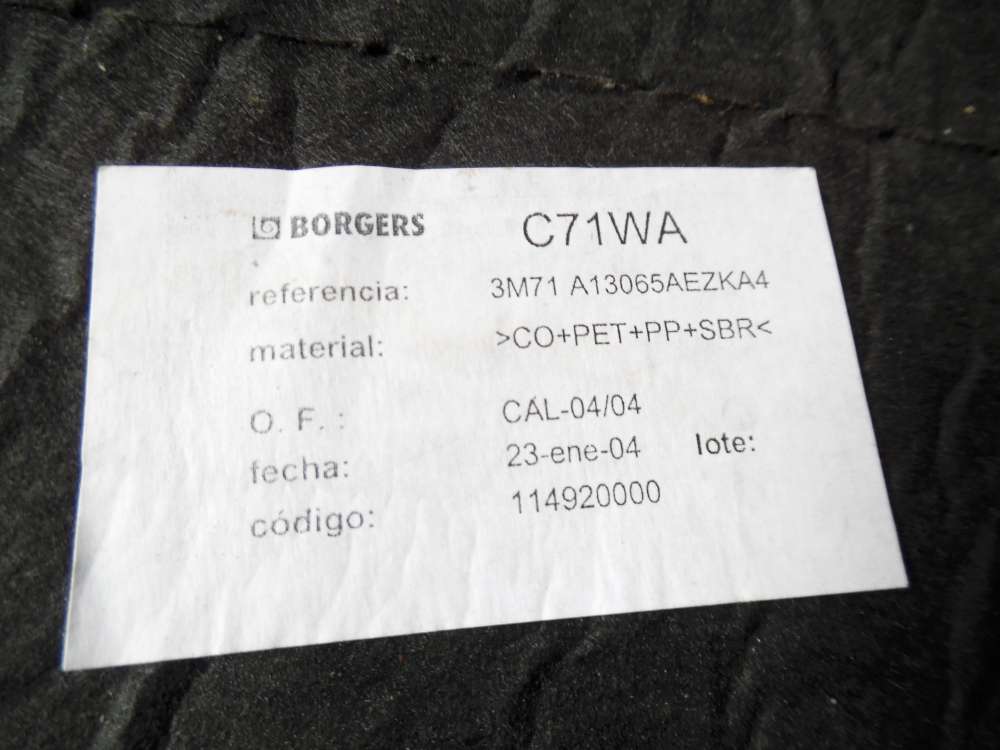 BORGERS C71WA
referencia: 3M71 A13065AEZKA4
material: >CO+PET+PP+SBR<
O. F. : CAL-04/04
fecha: 23-ene-04 lote:
código: 114920000